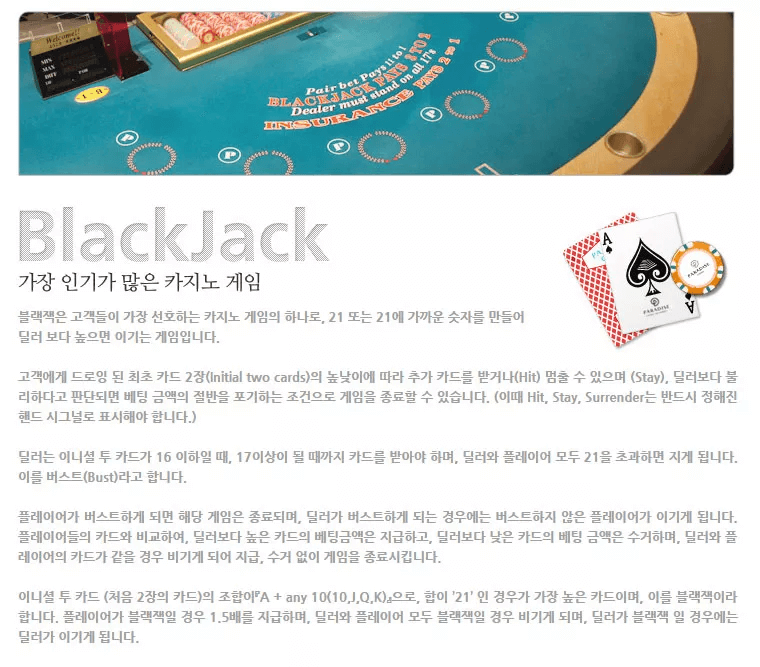 Welcome!!
MIN
MAX
DIFF
Pair bet Pays 11 to 1
BLACKJACK PAYS 3 TO 2
Dealer must stand on all 17's
INSURANCE PAYS 2 to 1
P
P
P
P
P
BlackJack
가장 인기가 많은 카지노 게임
A
A
PARADISE
PARADISE
블랙잭은 고객들이 가장 선호하는 카지노 게임의 하나로, 21 또는 21에 가까운 숫자를 만들어
딜러 보다 높으면 이기는 게임입니다.
고객에게 드로잉 된 최초 카드 2장(Initial two cards)의 높낮이에 따라 추가 카드를 받거나(Hit) 멈출 수 있으며 (Stay), 딜러보다 불
리하다고 판단되면 베팅 금액의 절반을 포기하는 조건으로 게임을 종료할 수 있습니다. (이때 Hit, Stay, Surrender는 반드시 정해진
핸드 시그널로 표시해야 합니다.)
딜러는 이니셜 투 카드가 16 이하일 때, 17이상이 될 때까지 카드를 받아야 하며, 딜러와 플레이어 모두 21을 초과하면 지게 됩니다.
이를 버스트(Bust)라고 합니다.
플레이어가 버스트하게 되면 해당 게임은 종료되며, 딜러가 버스트하게 되는 경우에는 버스트하지 않은 플레이어가 이기게 됩니다.
플레이어들의 카드와 비교하여, 딜러보다 높은 카드의 베팅금액은 지급하고, 딜러보다 낮은 카드의 베팅 금액은 수거하며, 딜러와 플
레이어의 카드가 같을 경우 비기게 되어 지급, 수거 없이 게임을 종료시킵니다.
이니셜 투 카드 (처음 2장의 카드)의 조합이『A + any 10(10,J,Q,K)』으로, 합이 '21' 인 경우가 가장 높은 카드이며, 이를 블랙잭이라
합니다. 플레이어가 블랙잭일 경우 1.5배를 지급하며, 딜러와 플레이어 모두 블랙잭일 경우 비기게 되며, 딜러가 블랙잭 일 경우에는
딜러가 이기게 됩니다.